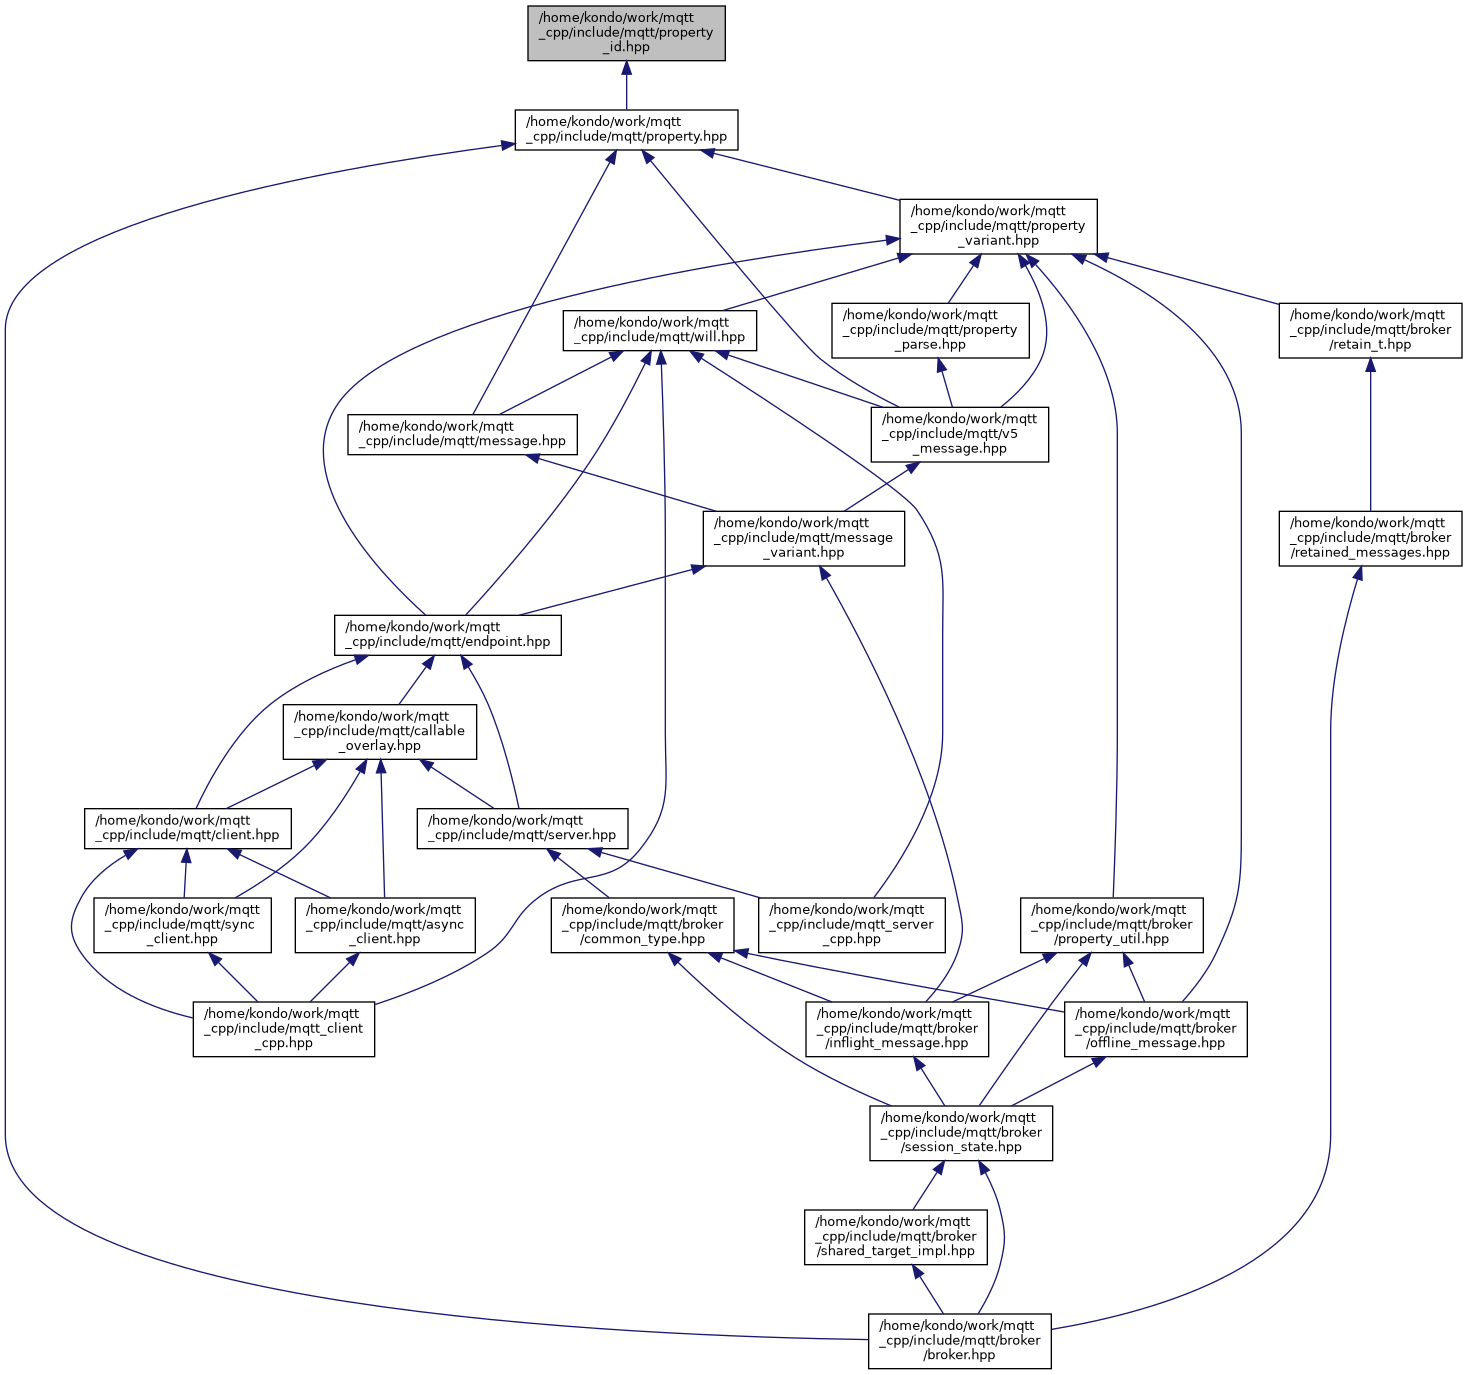 /home/kondo/work/mqtt
_cpp/include/mqtt/property
_id.hpp
/home/kondo/work/mqtt
_cpp/include/mqtt/property.hpp
/home/kondo/work/mqtt
_cpp/include/mqtt/property
_variant.hpp
/home/kondo/work/mqtt
_cpp/include/mqtt/will.hpp
/home/kondo/work/mqtt
_cpp/include/mqtt/property
_parse.hpp
/home/kondo/work/mqtt
_cpp/include/mqtt/broker
/retain_t.hpp
/home/kondo/work/mqtt
_cpp/include/mqtt/message.hpp
/home/kondo/work/mqtt
_cpp/include/mqtt/v5
_message.hpp
/home/kondo/work/mqtt
_cpp/include/mqtt/message
_variant.hpp
/home/kondo/work/mqtt
_cpp/include/mqtt/broker
/retained_messages.hpp
/home/kondo/work/mqtt
_cpp/include/mqtt/endpoint.hpp
/home/kondo/work/mqtt
_cpp/include/mqtt/callable
_overlay.hpp
/home/kondo/work/mqtt
_cpp/include/mqtt/client.hpp
/home/kondo/work/mqtt
_cpp/include/mqtt/server.hpp
/home/kondo/work/mqtt
_cpp/include/mqtt/sync
_client.hpp
/home/kondo/work/mqtt
_cpp/include/mqtt/async
_client.hpp
/home/kondo/work/mqtt
_cpp/include/mqtt/broker
/common_type.hpp
/home/kondo/work/mqtt
_cpp/include/mqtt_server
_cpp.hpp
/home/kondo/work/mqtt
_cpp/include/mqtt/broker
/property_util.hpp
/home/kondo/work/mqtt
_cpp/include/mqtt_client
_cpp.hpp
/home/kondo/work/mqtt
_cpp/include/mqtt/broker
/inflight_message.hpp
/home/kondo/work/mqtt
_cpp/include/mqtt/broker
/offline_message.hpp
/home/kondo/work/mqtt
_cpp/include/mqtt/broker
/session_state.hpp
/home/kondo/work/mqtt
_cpp/include/mqtt/broker
/shared_target_impl.hpp
/home/kondo/work/mqtt
_cpp/include/mqtt/broker
/broker.hpp